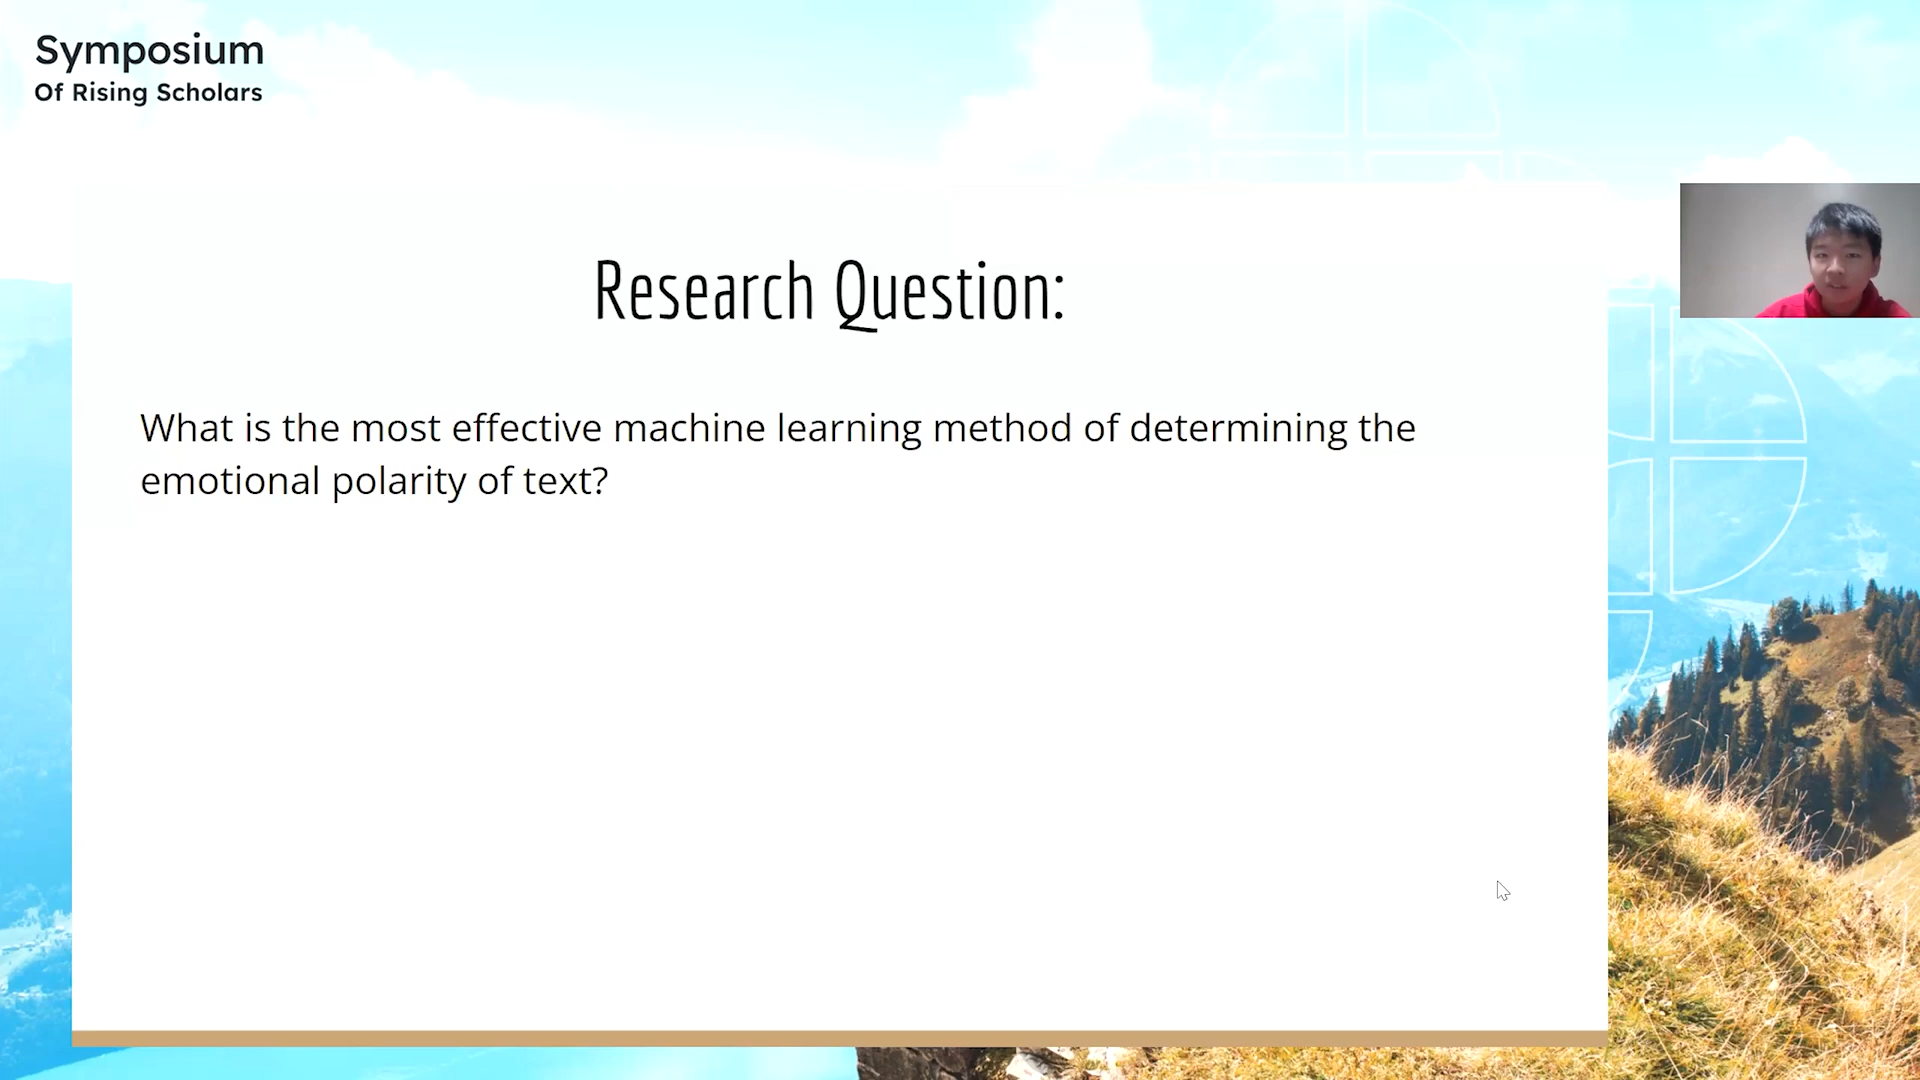 Symposium
Of Rising Scholars
Research Question:
What is the most effective machine learning method of determining the
emotional polarity of text?